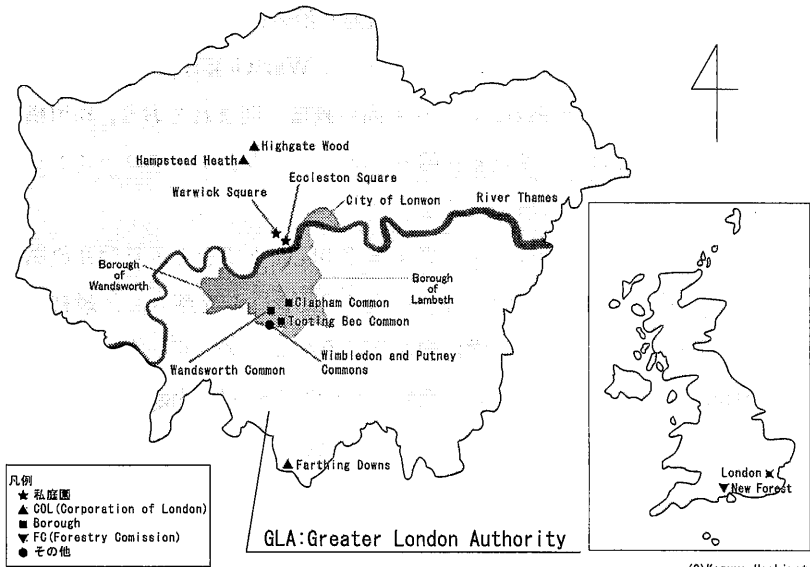 Highgate Wood
Hampstead Heath
Eccleston Square
Warwick Square
City of Lonwon
River Thames
Borough
of
Wandsworth
Borough
of
Lambeth
Clapham Common
Tooting Bec Common
Wimbledon and Putney
Commons
Wandsworth Common
Farthing Downs
London
New Forest
凡例
★ 私庭園
▲ COL(Corporation of London)
■ Borough
▼ FC(Forestry Comission)
● その他
GLA:Greater London Authority